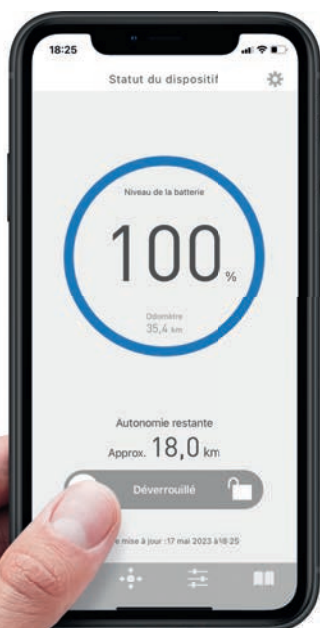 18:25
Statut du dispositif
Niveau de la batterie
100 %
Odomètre
35,4 km
Autonomie restante
Approx. 18,0 km
Déverrouillé
mise à jour :17 mai 2023 à18:25